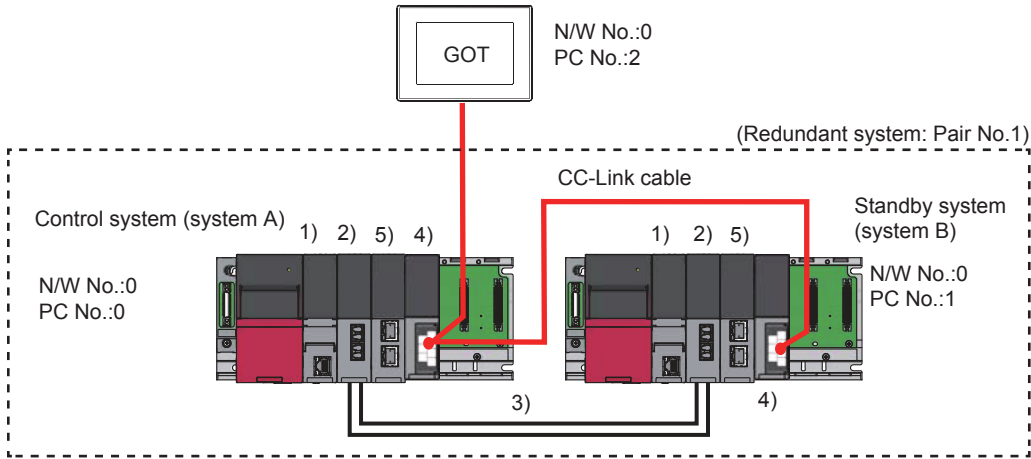 GOT
N/W No.:0
PC No.:2
(Redundant system: Pair No.1)
CC-Link cable
Control system (system A)
1) 2) 5) 4)
N/W No.:0
PC No.:0
1) 2) 5)
Standby system
(system B)
N/W No.:0
PC No.:1
3)
4)